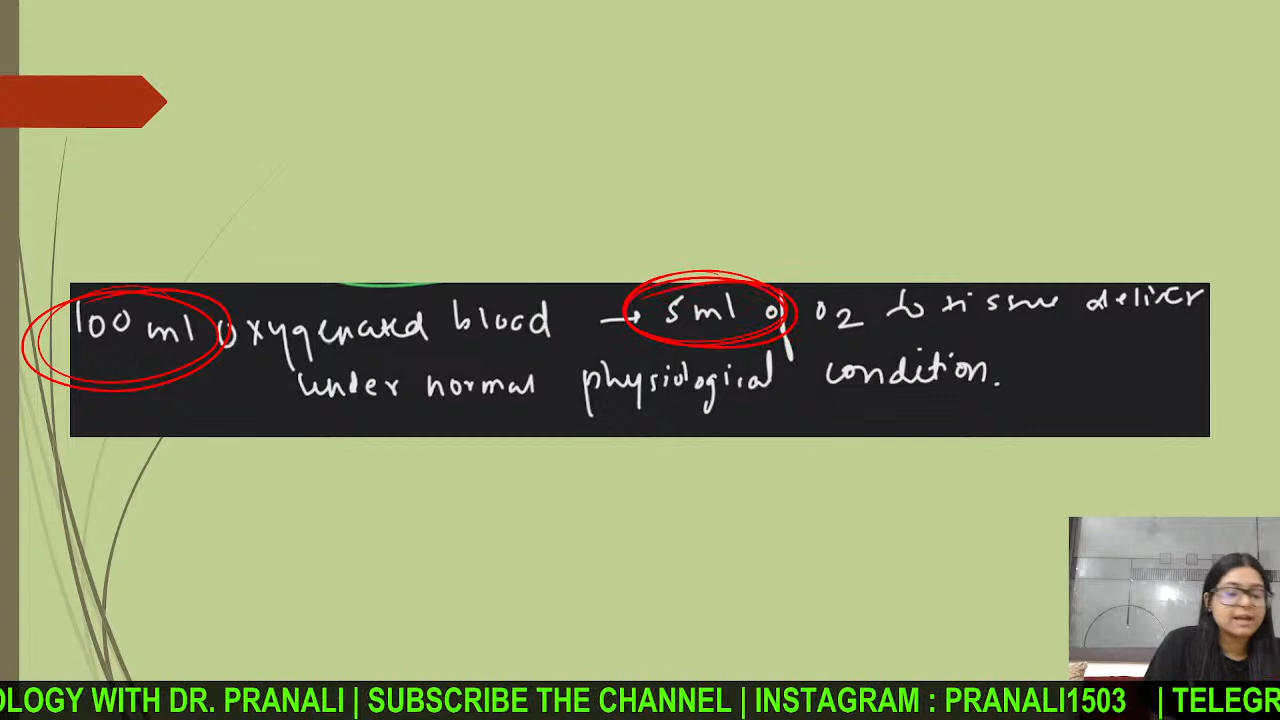 100 ml Oxygenated blood → 5 ml of O2 to tissue deliver
under normal physiological condition.
OLOGY WITH DR. PRANALI | SUBSCRIBE THE CHANNEL | INSTAGRAM : PRANALI1503 | TELEGR